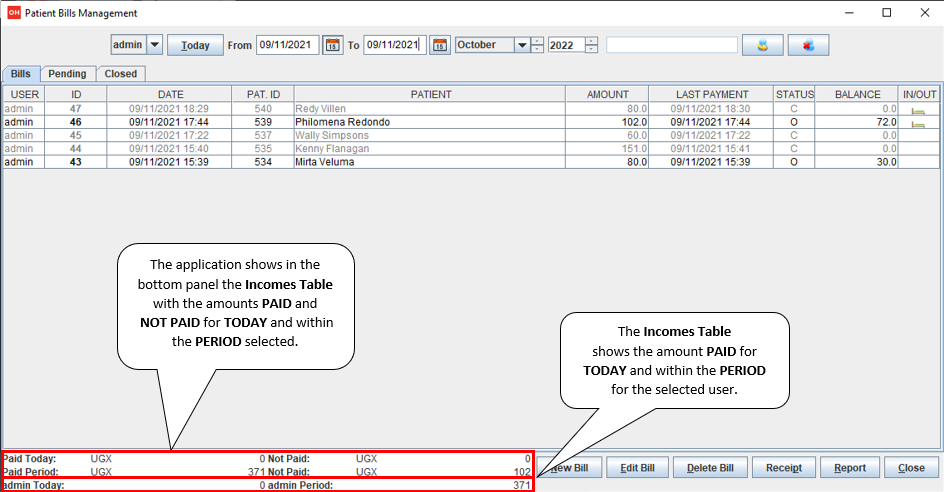 OH Patient Bills Management
admin Today From 09/11/2021 15 To 09/11/2021 15 October 2022
Bills Pending Closed
USER ID DATE PAT. ID PATIENT AMOUNT LAST PAYMENT STATUS BALANCE IN/OUT
admin 47 09/11/2021 18:29 540 Redy Villen 80.0 09/11/2021 18:30 C 0.0
admin 46 09/11/2021 17:44 539 Philomena Redondo 102.0 09/11/2021 17:44 O 72.0
admin 45 09/11/2021 17:22 537 Wally Simpsons 60.0 09/11/2021 17:22 C 0.0
admin 44 09/11/2021 15:40 535 Kenny Flanagan 151.0 09/11/2021 15:41 C 0.0
admin 43 09/11/2021 15:39 534 Mirta Veluma 80.0 09/11/2021 15:39 O 30.0
The application shows in the
bottom panel the Incomes Table
with the amounts PAID and
NOT PAID for TODAY and within
the PERIOD selected.
The Incomes Table
shows the amount PAID for
TODAY and within the PERIOD
for the selected user.
Paid Today: UGX 0 Not Paid: UGX 0
Paid Period: UGX 371 Not Paid: UGX 102
admin Today: 0 admin Period: 371
New Bill Edit Bill Delete Bill Receipt Report Close